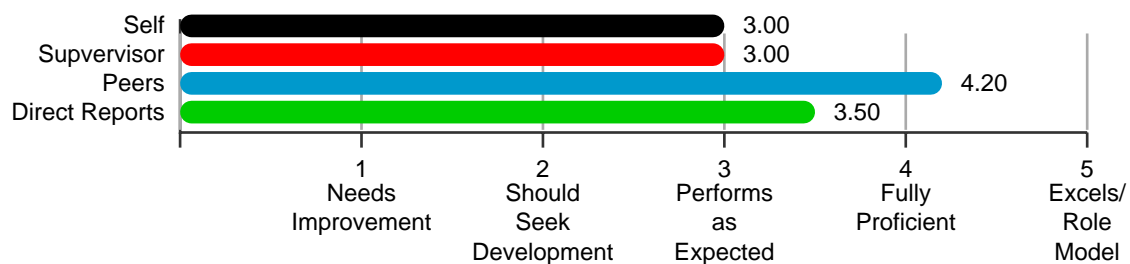 Self 3.00
Supvervisor 3.00
Peers 4.20
Direct Reports 3.50
1 2 3 4 5
Needs Should Performs Fully Excels/
Improvement Seek as Proficient Role
Development Expected Model